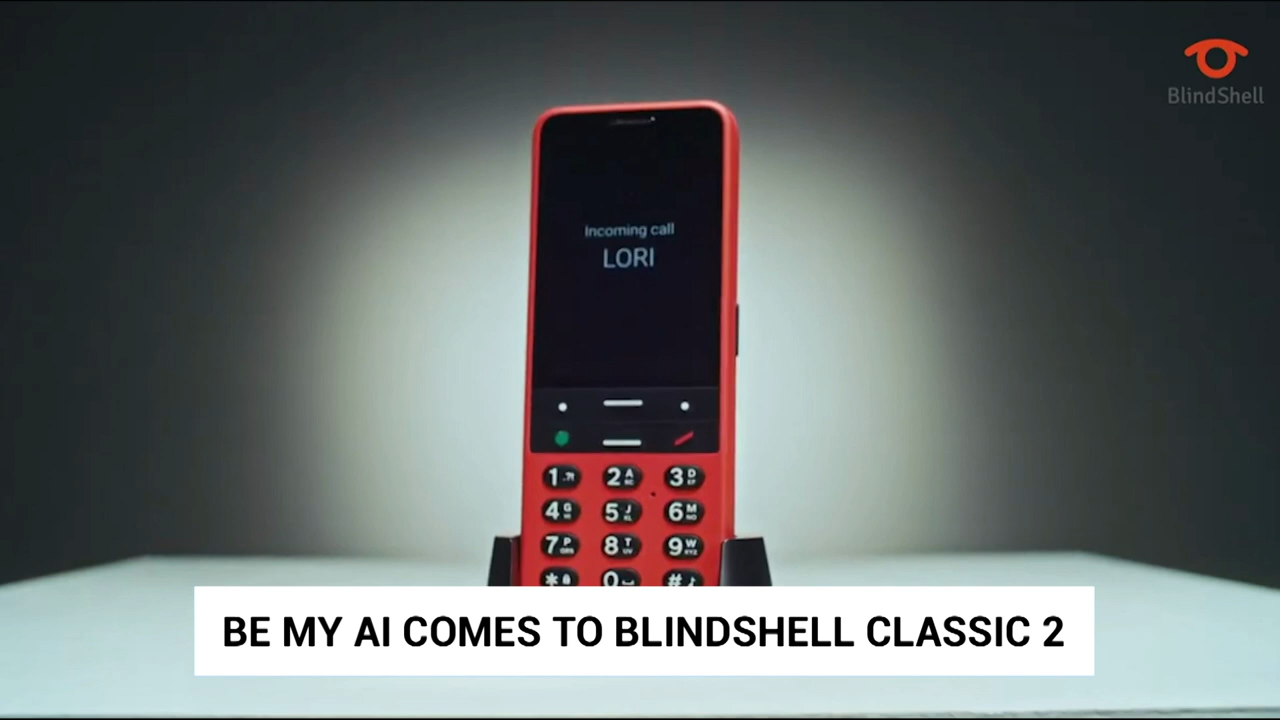 BlindShell
Incoming call
LORI
1 .?!
2 A
3 D
4 G
5 J
6 M
7 P
8 T
9 W
* 0 #
BE MY AI COMES TO BLINDSHELL CLASSIC 2